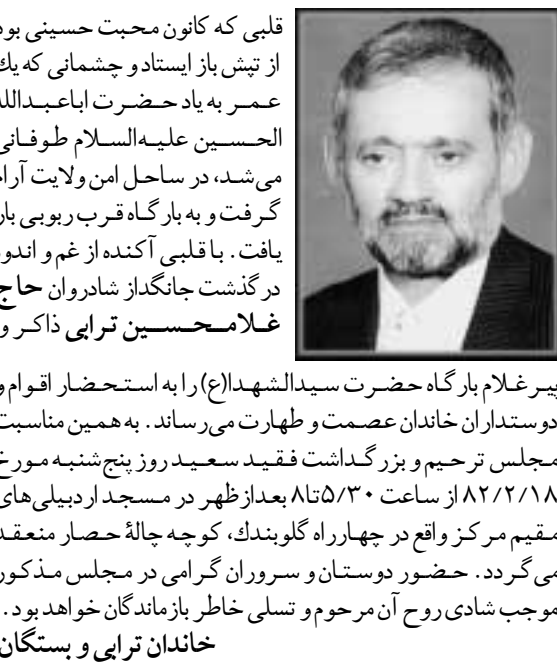 قلبی که کانون محبت حسینی بود
از تپش باز ایستاد و چشمانی که یك
عمر به یاد حضرت اباعبدالله
الحسین علیه‌السلام طوفانی
می‌شد، در ساحل امن ولایت آرام
گرفت و به بارگاه قرب ربوبی بار
یافت. با قلبی آکنده از غم و اندوه
درگذشت جانگداز شادروان حاج
غلامحسین ترابی ذاکر و
پیرغلام بارگاه حضرت سیدالشهدا(ع) را به استحضار اقوام و
دوستداران خاندان عصمت و طهارت می‌رساند. به همین مناسبت
مجلس ترحیم و بزرگداشت فقید سعید روز پنج‌شنبه مورخ
۸۲/۲/۱۸ از ساعت ۵/۳۰ تا ۸ بعدازظهر در مسجد اردبیلی‌های
مقیم مرکز واقع در چهارراه گلوبندك، کوچه چالهٔ حصار منعقد
می‌گردد. حضور دوستان و سروران گرامی در مجلس مذکور
موجب شادی روح آن مرحوم و تسلی خاطر بازماندگان خواهد بود.
خاندان ترابی و بستگان